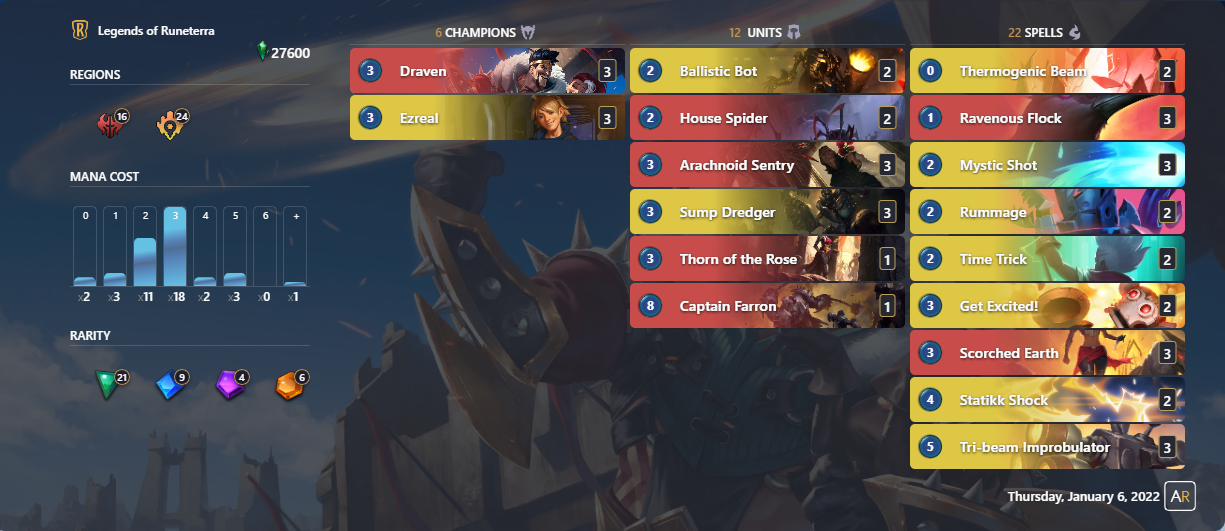 Legends of Runeterra
27600
REGIONS
16
24
MANA COST
0 1 2 3 4 5 6 +
x2 x3 x11 x18 x2 x3 x0 x1
RARITY
21 9 4 6
6 CHAMPIONS
3 Draven 3
3 Ezreal 3
12 UNITS
2 Ballistic Bot 2
2 House Spider 2
3 Arachnoid Sentry 3
3 Sump Dredger 3
3 Thorn of the Rose 1
8 Captain Farron 1
22 SPELLS
0 Thermogenic Beam 2
1 Ravenous Flock 3
2 Mystic Shot 3
2 Rummage 2
2 Time Trick 2
3 Get Excited! 2
3 Scorched Earth 3
4 Statikk Shock 2
5 Tri-beam Improbulator 3
Thursday, January 6, 2022 AR